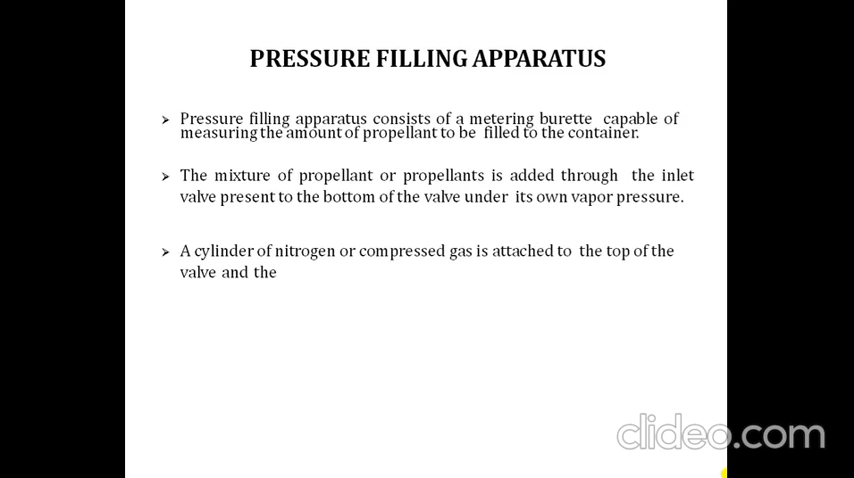 PRESSURE FILLING APPARATUS
➢ Pressure filling apparatus consists of a metering burette capable of
measuring the amount of propellant to be filled to the container.
➢ The mixture of propellant or propellants is added through the inlet
valve present to the bottom of the valve under its own vapor pressure.
➢ A cylinder of nitrogen or compressed gas is attached to the top of the
valve and the
clideo.com